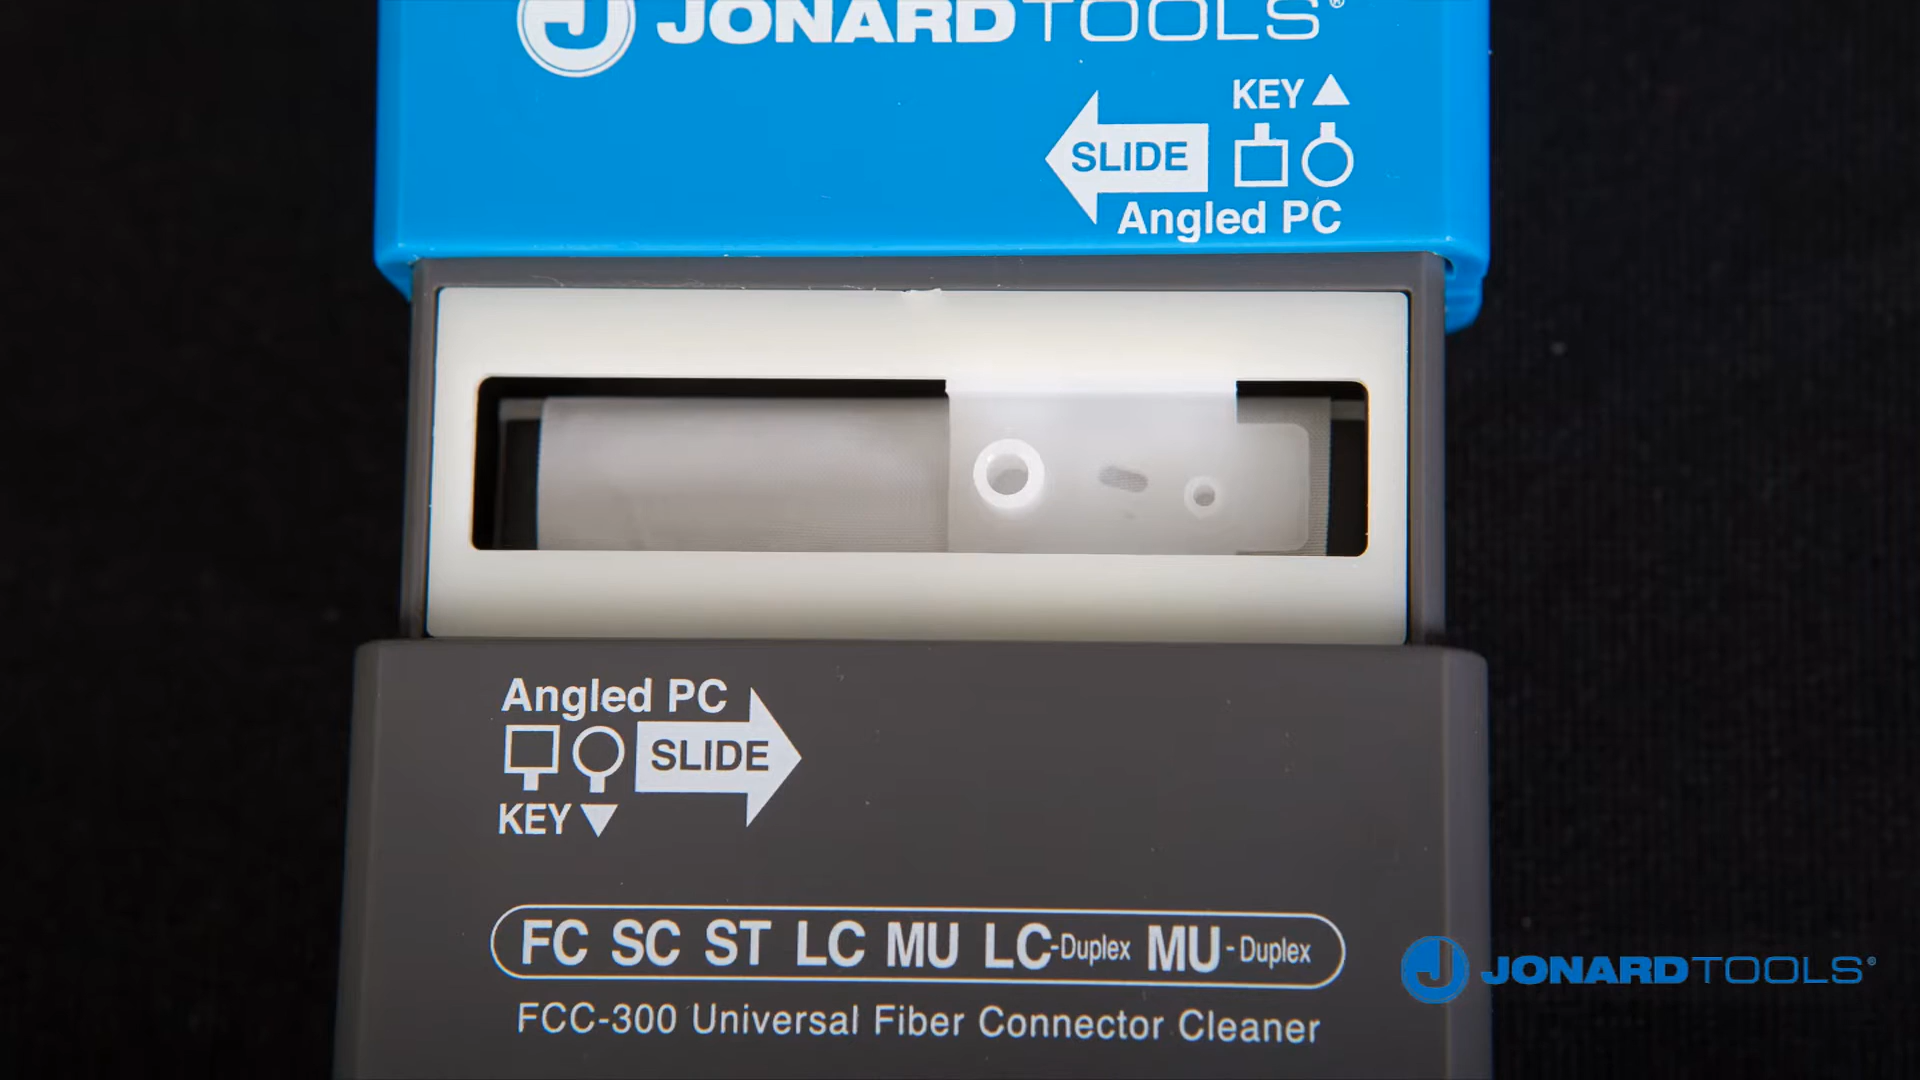 JONARD TOOLS®
KEY ▲
SLIDE
Angled PC
Angled PC
SLIDE
KEY ▼
FC SC ST LC MU LC-Duplex MU-Duplex
FCC-300 Universal Fiber Connector Cleaner
JONARD TOOLS®